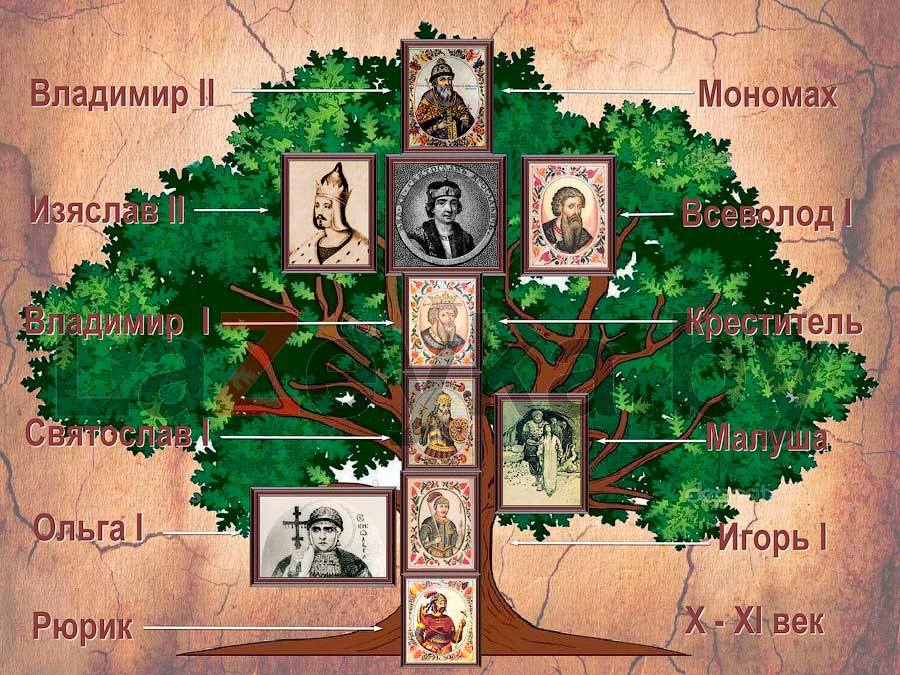 Владимир II
Мономах
Изяслав II
Всеволод I
Владимир I
Креститель
Святослав I
Малуша
Ольга I
Игорь I
Рюрик
X - XI век